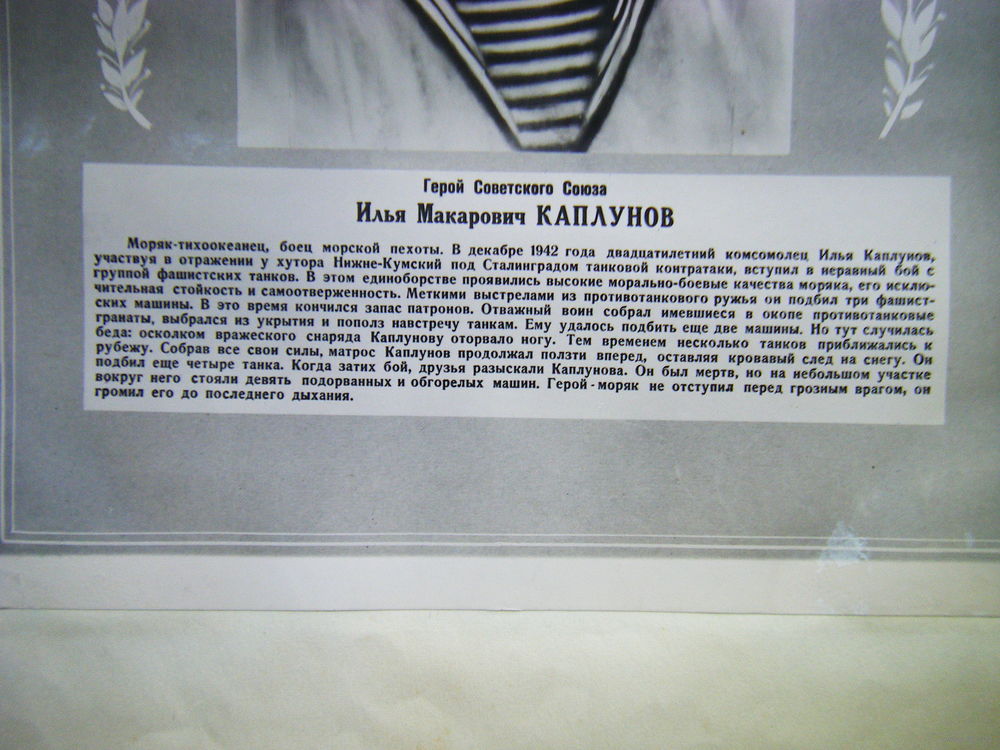 Герой Советского Союза
Илья Макарович КАПЛУНОВ
Моряк-тихоокеанец, боец морской пехоты. В декабре 1942 года двадцатилетий комсомолец Илья Каплунов,
участвуя в отражении у хутора Нижне-Кумский под Сталинградом танковой контратаки, вступил в неравный бой с
группой фашистских танков. В этом единоборстве проявились высокие морально-боевые качества моряка, его исклю-
чительная стойкость и самоотверженность. Меткими выстрелами из противотанкового ружья он подбил три фашист-
ских машины. В это время кончился запас патронов. Отважный воин собрал имевшиеся в окопе противотанковые
гранаты, выбрался из укрытия и пополз навстречу танкам. Ему удалось подбить еще две машины. Но тут случилась
беда: осколком вражеского снаряда Каплунову оторвало ногу. Тем временем несколько танков приближались к
рубежу. Собрав все свои силы, матрос Каплунов продолжал ползти вперед, оставляя кровавый след на снегу. Он
подбил еще четыре танка. Когда затих бой, друзья разыскали Каплунова. Он был мертв, но на небольшом участке
вокруг него стояли девять подорванных и обгорелых машин. Герой-моряк не отступил перед грозным врагом, он
громил его до последнего дыхания.